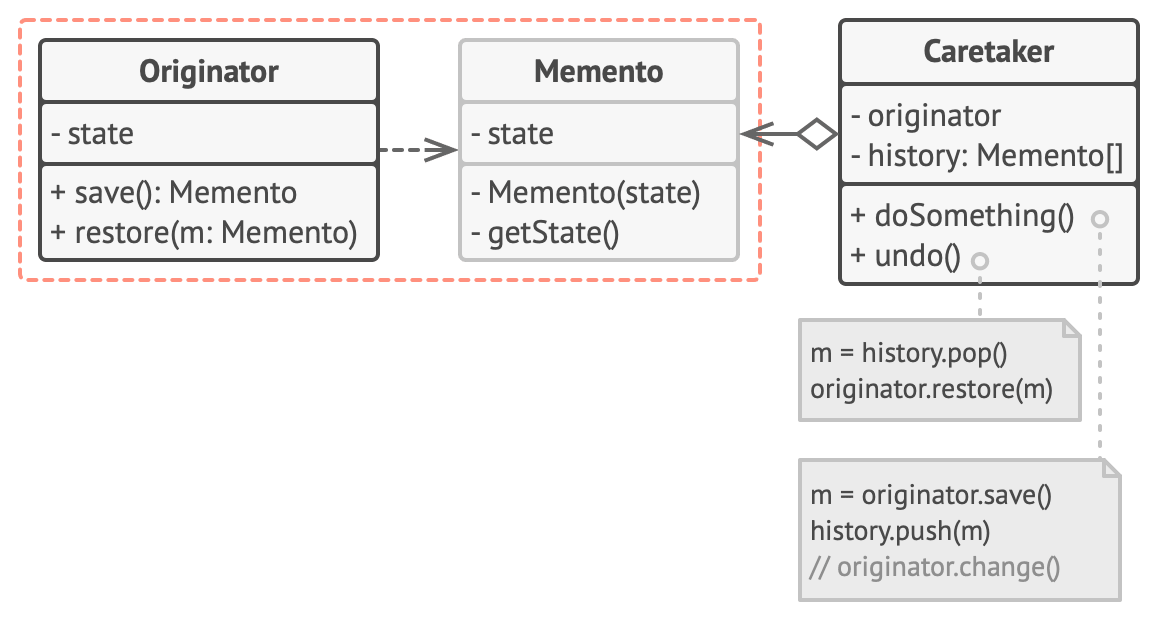 Originator
- state
+ save(): Memento
+ restore(m: Memento)
Memento
- state
- Memento(state)
- getState()
Caretaker
- originator
- history: Memento[]
+ doSomething()
+ undo()
m = history.pop()
originator.restore(m)
m = originator.save()
history.push(m)
// originator.change()